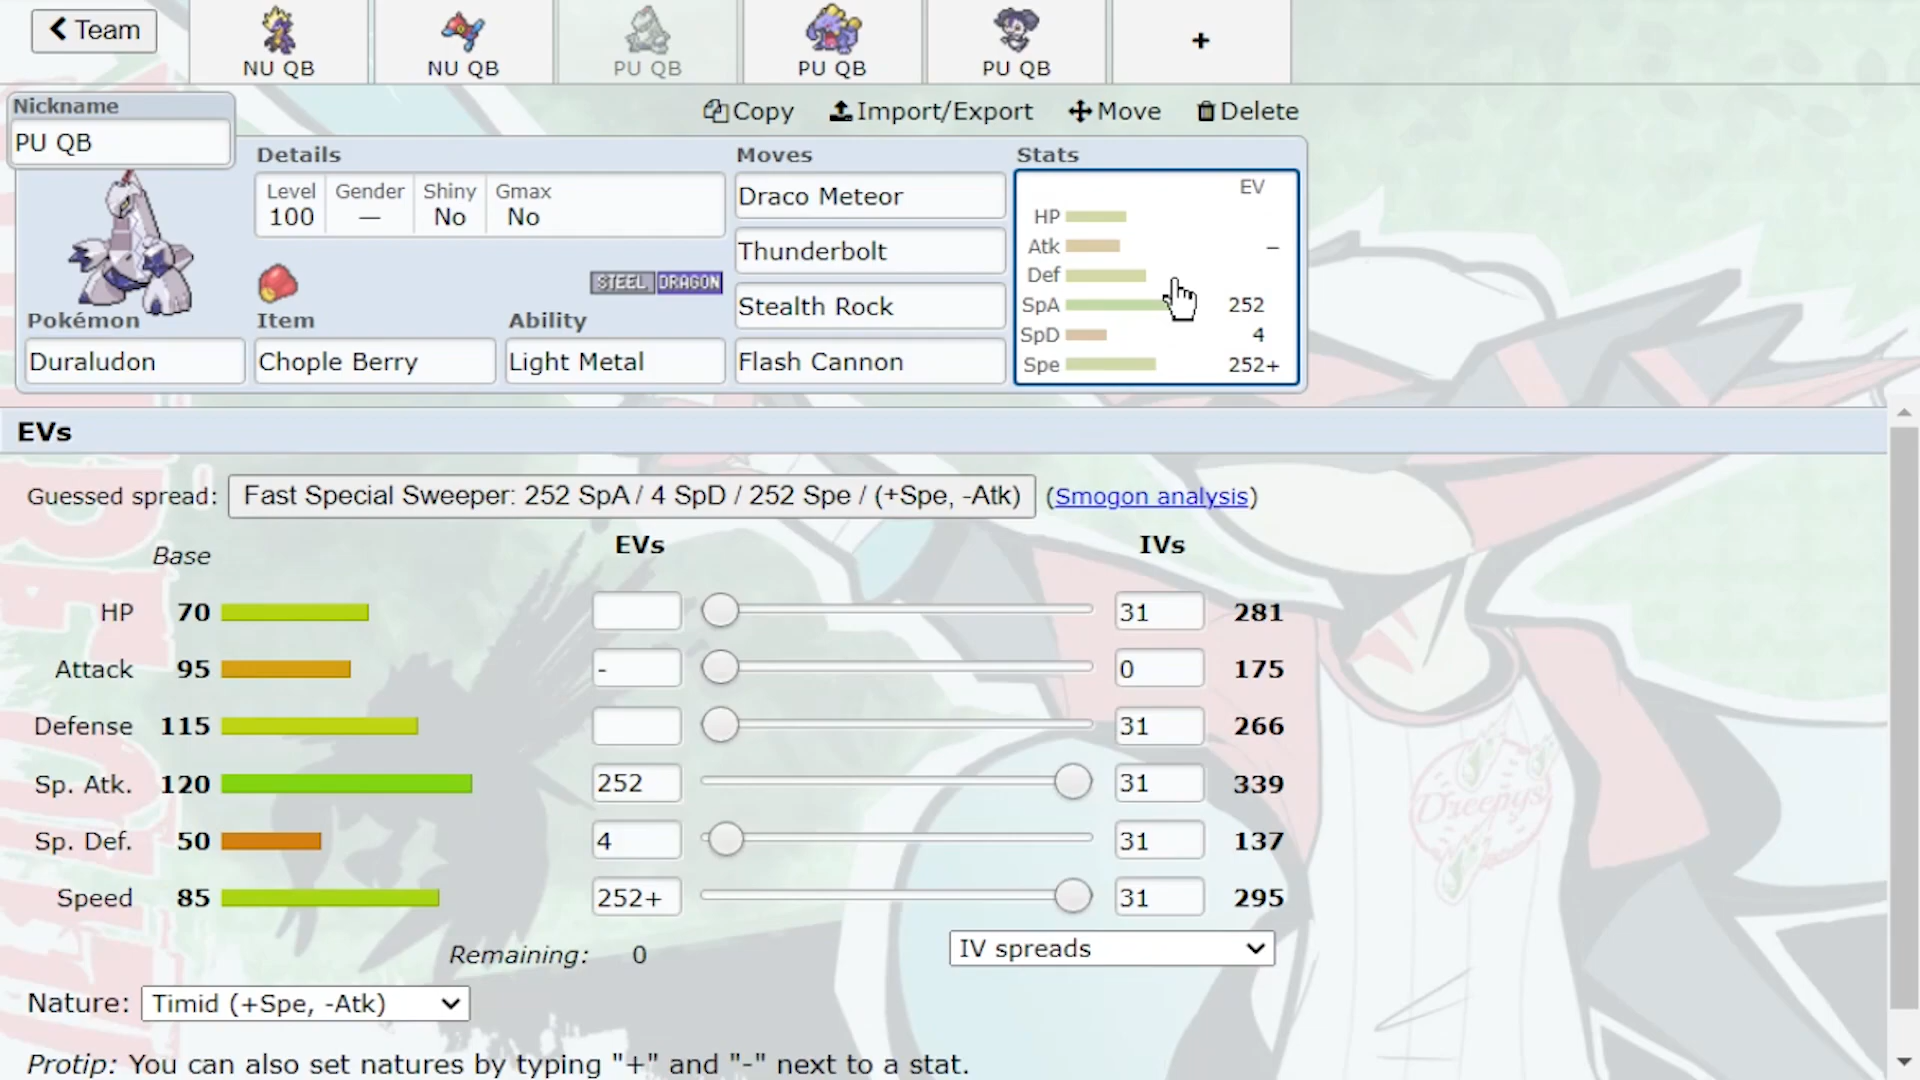 Team
NU QB
NU QB
PU QB
PU QB
PU QB
+
Nickname
PU QB
Copy
Import/Export
Move
Delete
Details
Moves
Stats
Level
100
Gender
—
Shiny
No
Gmax
No
Draco Meteor
Thunderbolt
Stealth Rock
Flash Cannon
EV
HP
Atk –
Def
SpA 252
SpD 4
Spe 252+
STEEL DRAGON
Pokémon
Duraludon
Item
Chople Berry
Ability
Light Metal
EVs
Guessed spread: Fast Special Sweeper: 252 SpA / 4 SpD / 252 Spe / (+Spe, -Atk) (Smogon analysis)
Base EVs IVs
HP 70 31 281
Attack 95 - 0 175
Defense 115 31 266
Sp. Atk. 120 252 31 339
Sp. Def. 50 4 31 137
Speed 85 252+ 31 295
Remaining: 0
IV spreads
Nature: Timid (+Spe, -Atk)
Protip: You can also set natures by typing "+" and "-" next to a stat.
Dreepys